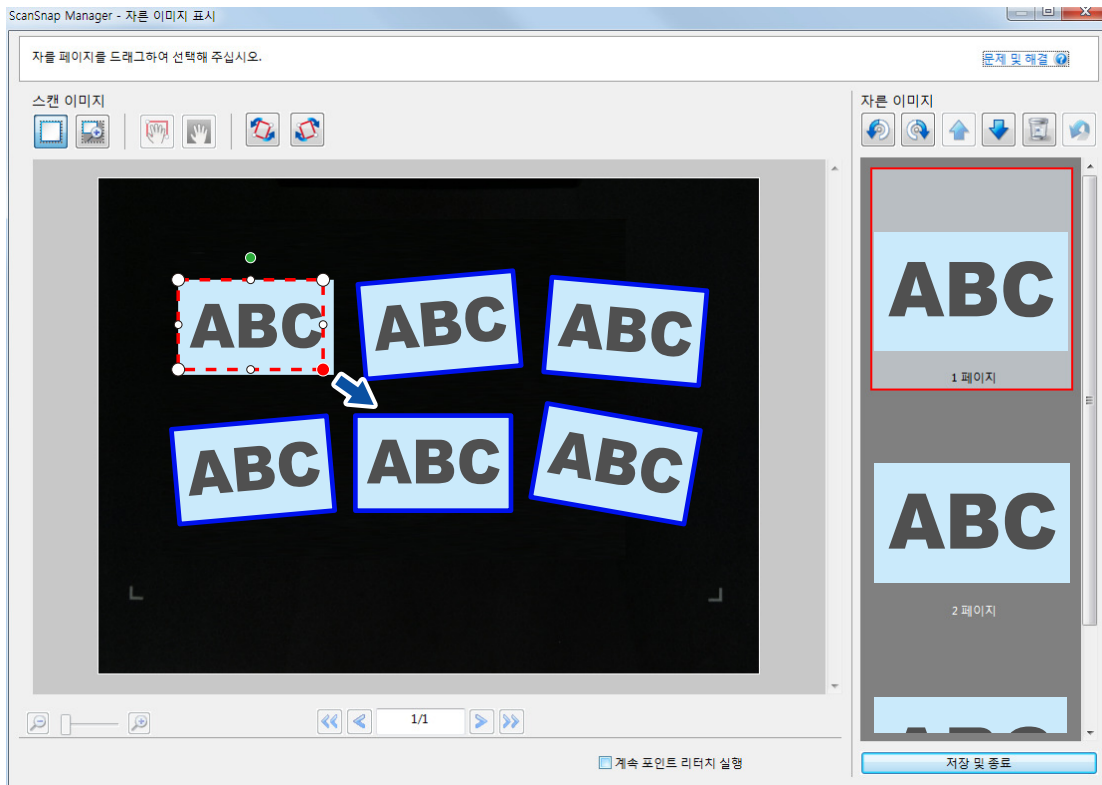 ScanSnap Manager - 자른 이미지 표시
자를 페이지를 드래그하여 선택해 주십시오.
문제 및 해결
스캔 이미지
자른 이미지
ABC
ABC
ABC
ABC
ABC
ABC
ABC
1 페이지
ABC
2 페이지
1/1
계속 포인트 리터치 실행
저장 및 종료